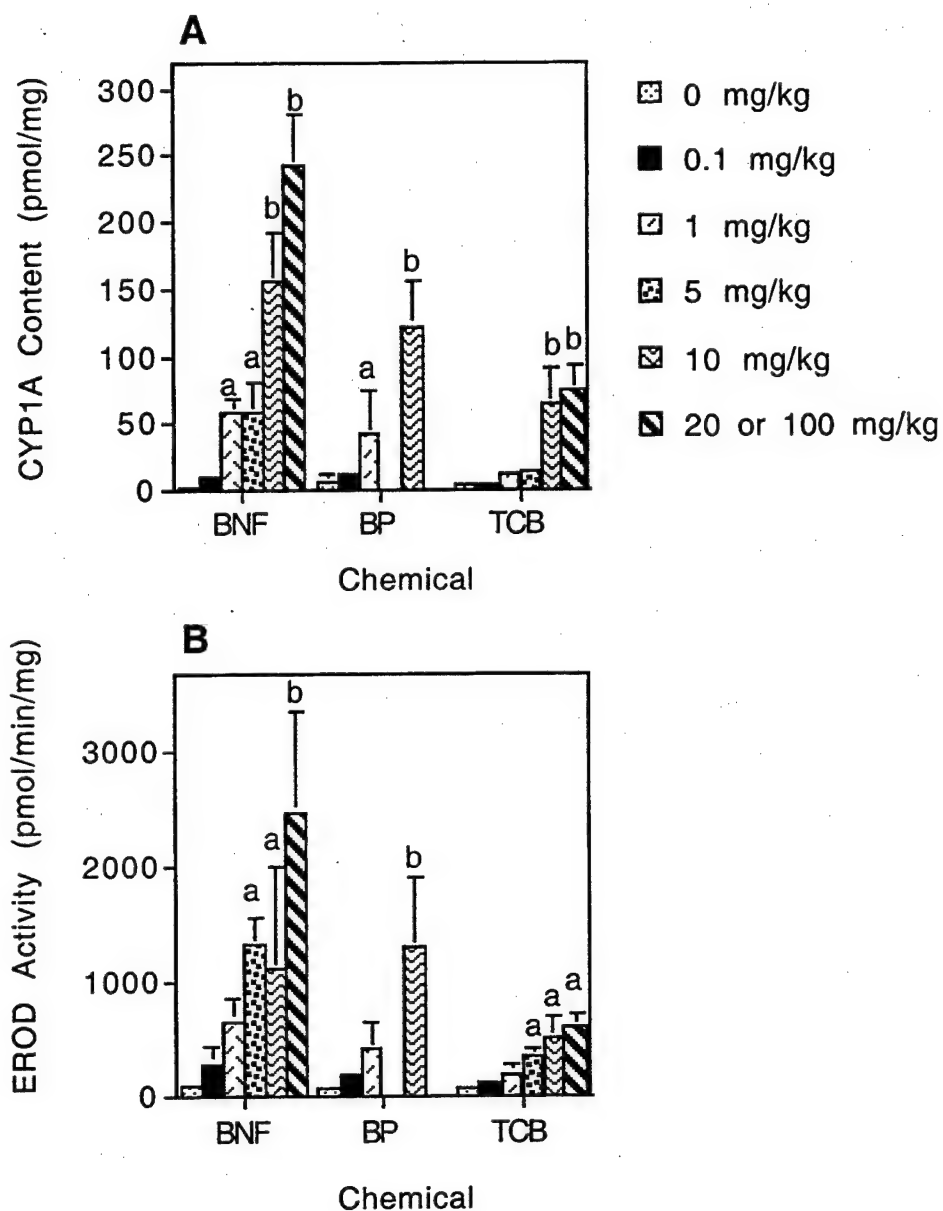 A
CYP1A Content (pmol/mg)
300
250
200
150
100
50
0
b
b
a
a
a
b
b
b
BNF
BP
TCB
Chemical
0 mg/kg
0.1 mg/kg
1 mg/kg
5 mg/kg
10 mg/kg
20 or 100 mg/kg
B
EROD Activity (pmol/min/mg)
3000
2000
1000
0
b
a
a
b
a
a
a
BNF
BP
TCB
Chemical